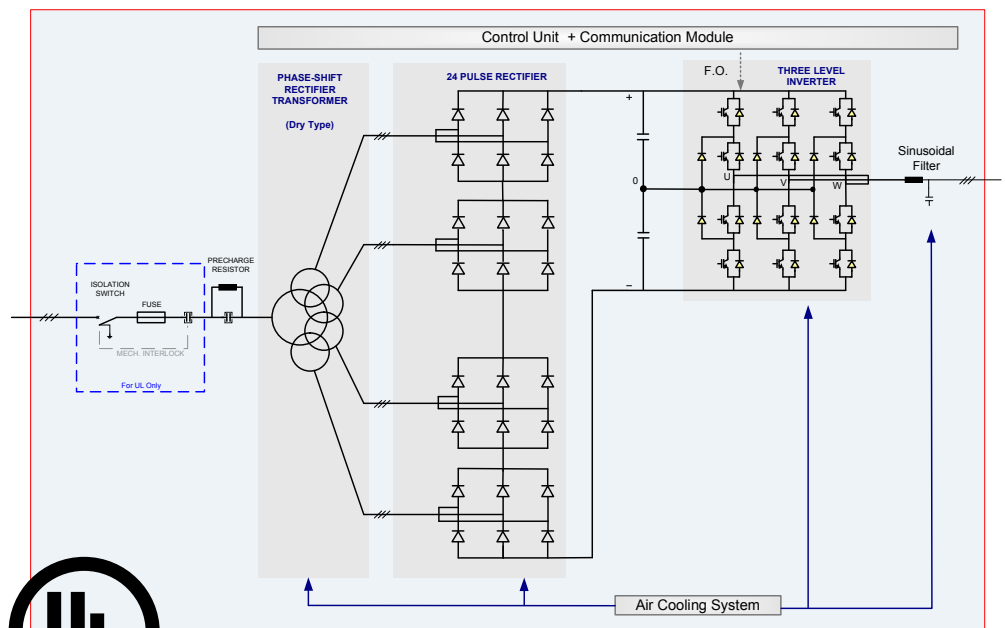 Control Unit + Communication Module
PHASE-SHIFT
RECTIFIER
TRANSFORMER
(Dry Type)
24 PULSE RECTIFIER
F.O.
THREE LEVEL
INVERTER
+
0
−
U
V
W
Sinusoidal
Filter
PRECHARGE
RESISTOR
ISOLATION
SWITCH
FUSE
MECH. INTERLOCK
For UL Only
Air Cooling System